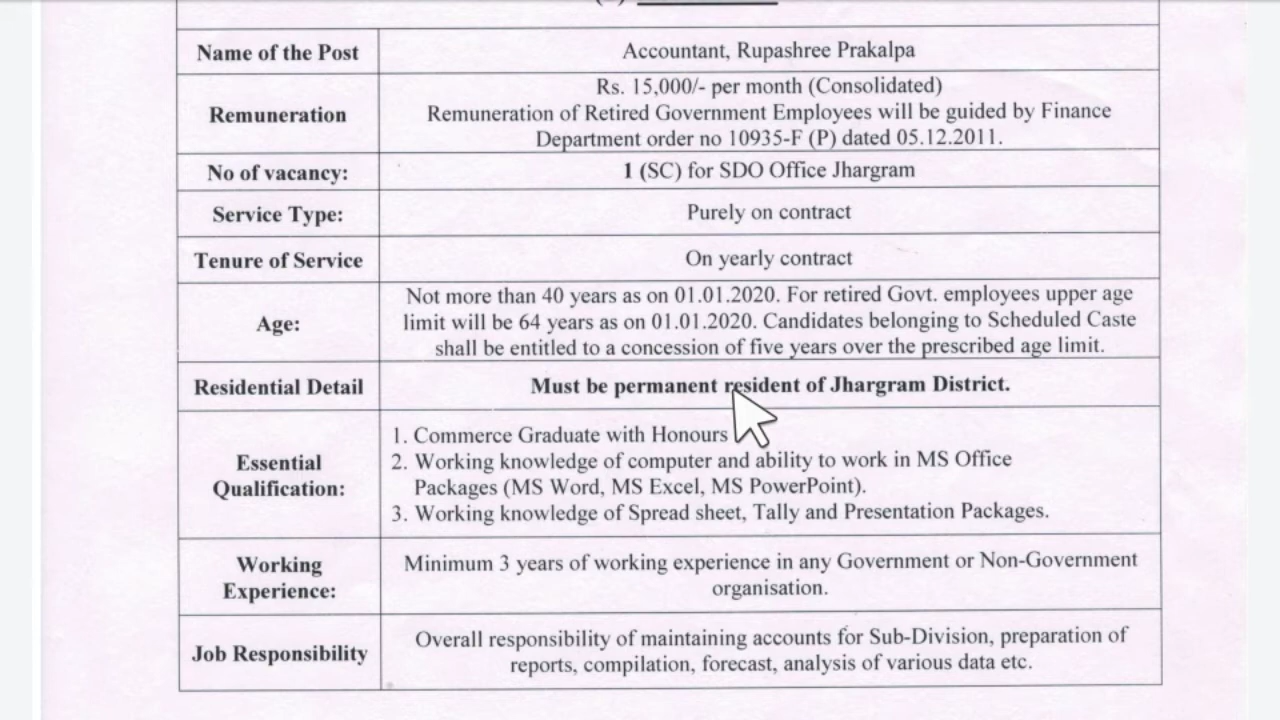 Name of the Post
Accountant, Rupashree Prakalpa
Remuneration
Rs. 15,000/- per month (Consolidated)
Remuneration of Retired Government Employees will be guided by Finance
Department order no 10935-F (P) dated 05.12.2011.
No of vacancy:
1 (SC) for SDO Office Jhargram
Service Type:
Purely on contract
Tenure of Service
On yearly contract
Age:
Not more than 40 years as on 01.01.2020. For retired Govt. employees upper age
limit will be 64 years as on 01.01.2020. Candidates belonging to Scheduled Caste
shall be entitled to a concession of five years over the prescribed age limit.
Residential Detail
Must be permanent resident of Jhargram District.
Essential
Qualification:
1. Commerce Graduate with Honours
2. Working knowledge of computer and ability to work in MS Office
Packages (MS Word, MS Excel, MS PowerPoint).
3. Working knowledge of Spread sheet, Tally and Presentation Packages.
Working
Experience:
Minimum 3 years of working experience in any Government or Non-Government
organisation.
Job Responsibility
Overall responsibility of maintaining accounts for Sub-Division, preparation of
reports, compilation, forecast, analysis of various data etc.